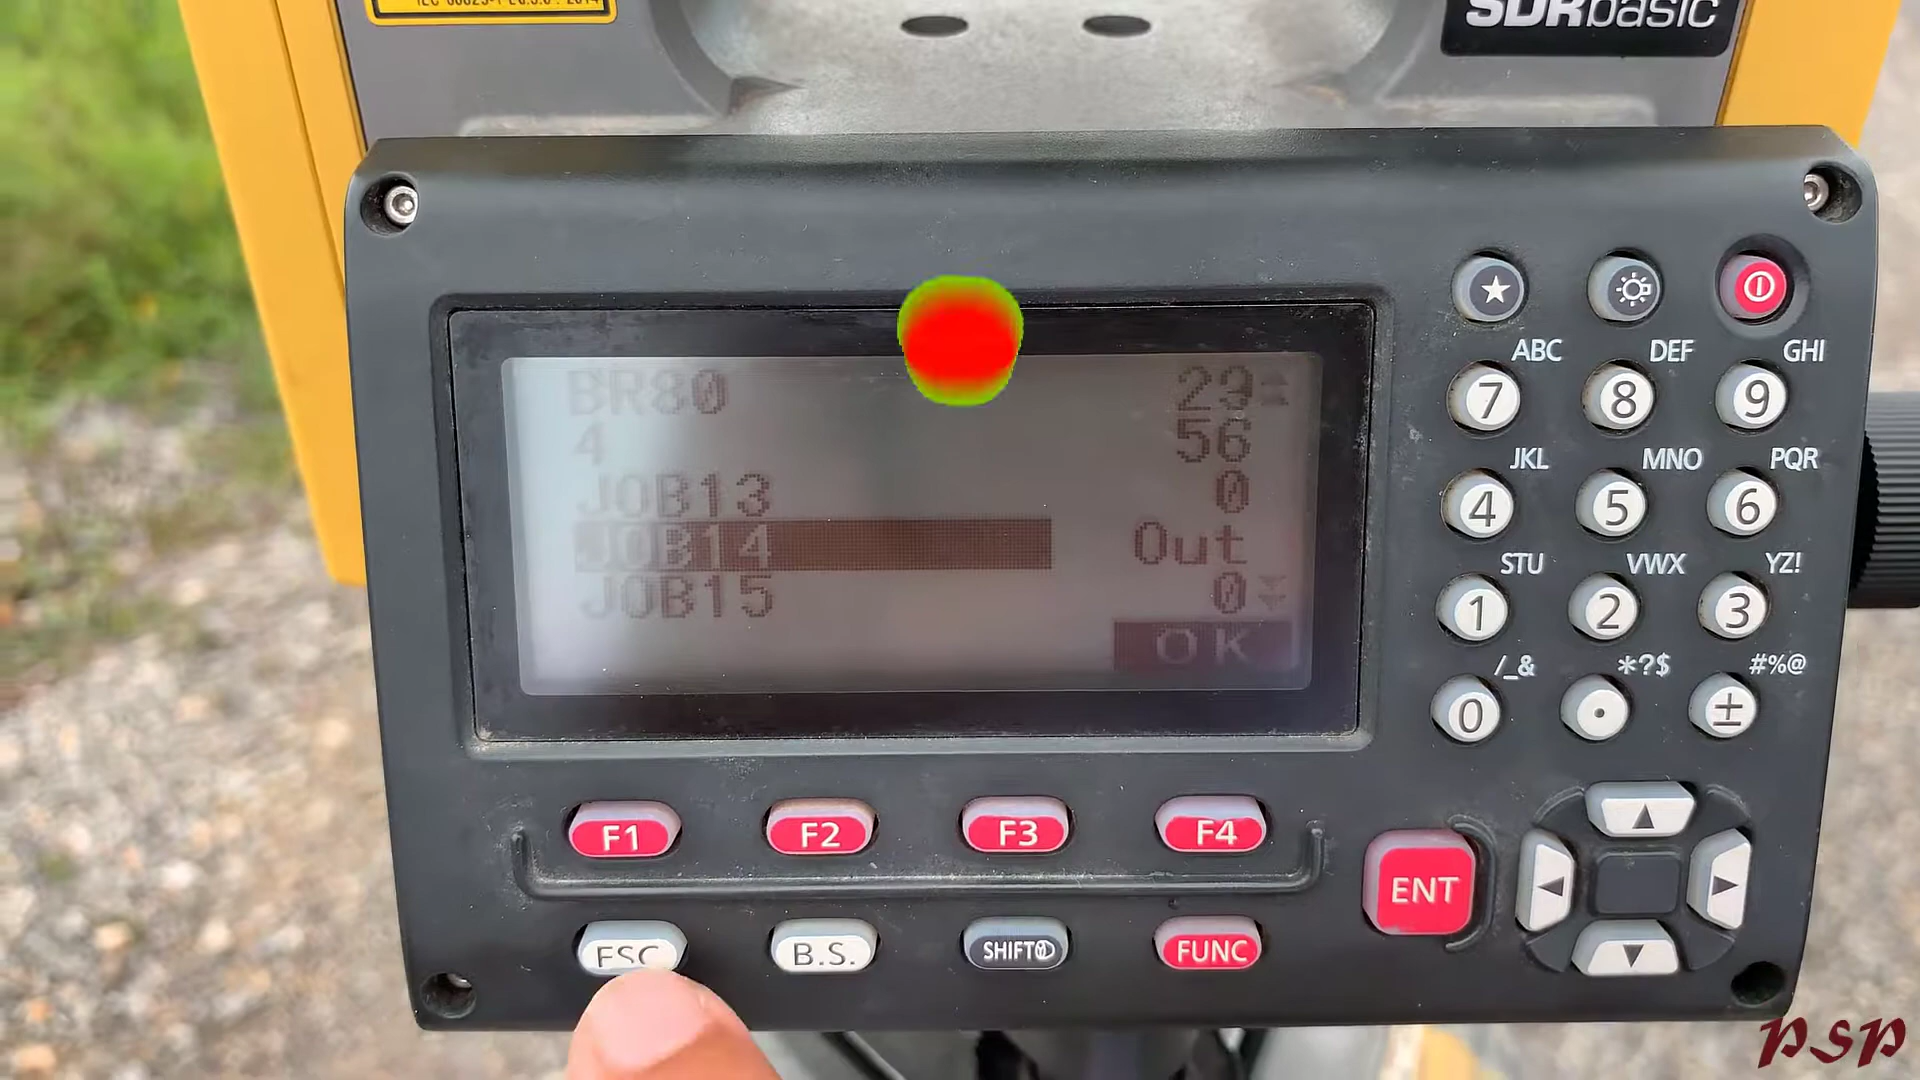 SDRbasic
BR80 29
4 56
JOB13 0
JOB14 Out
JOB15 0
OK
ABC DEF GHI
7 8 9
JKL MNO PQR
4 5 6
STU VWX YZ!
1 2 3
/_& *?$ #%@
0 . ±
F1 F2 F3 F4
ENT
ESC B.S. SHIFT FUNC
PSP